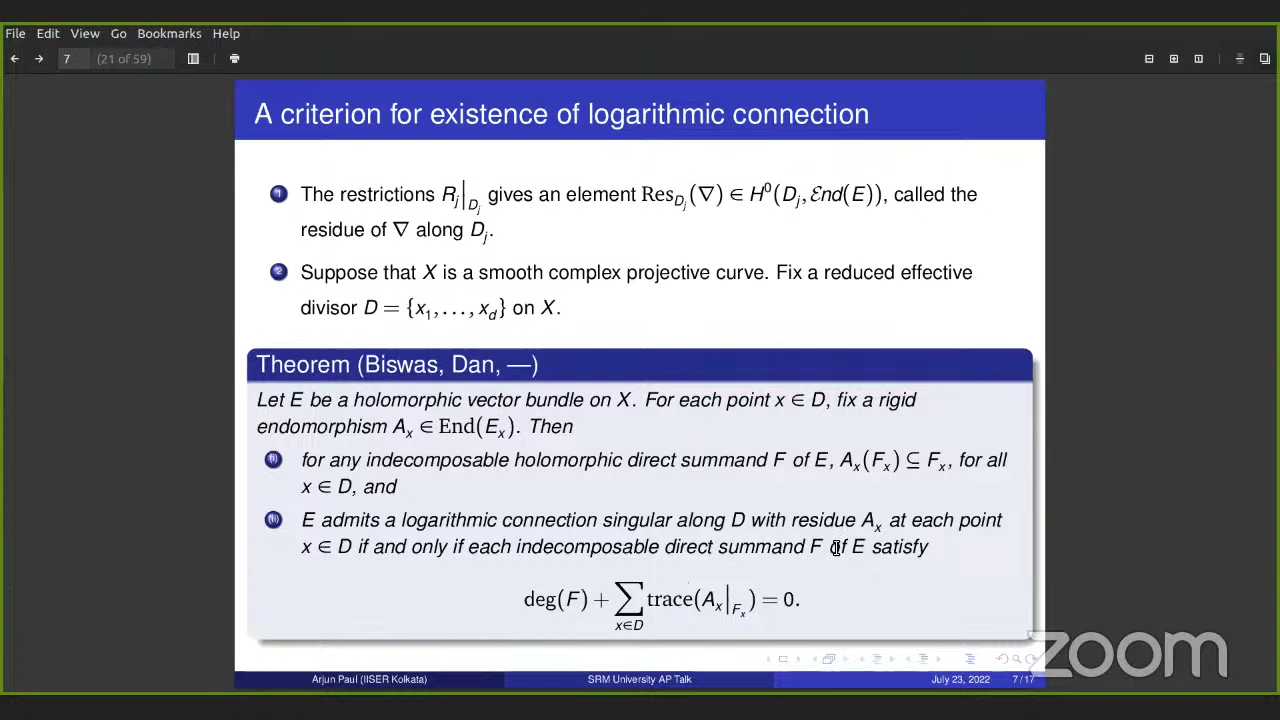 File Edit View Go Bookmarks Help
7 (21 of 59)
A criterion for existence of logarithmic connection
1 The restrictions R_j|_{D_j} gives an element Res_{D_j}(∇) ∈ H^0(D_j, ℰnd(E)), called the
residue of ∇ along D_j.
2 Suppose that X is a smooth complex projective curve. Fix a reduced effective
divisor D = {x_1, . . . , x_d} on X.
Theorem (Biswas, Dan, —)
Let E be a holomorphic vector bundle on X. For each point x ∈ D, fix a rigid
endomorphism A_x ∈ End(E_x). Then
(i) for any indecomposable holomorphic direct summand F of E, A_x(F_x) ⊆ F_x, for all
x ∈ D, and
(ii) E admits a logarithmic connection singular along D with residue A_x at each point
x ∈ D if and only if each indecomposable direct summand F of E satisfy
deg(F) + ∑_{x∈D} trace(A_x|_{F_x}) = 0.
zoom
Arjun Paul (IISER Kolkata) SRM University AP Talk July 23, 2022 7 / 17